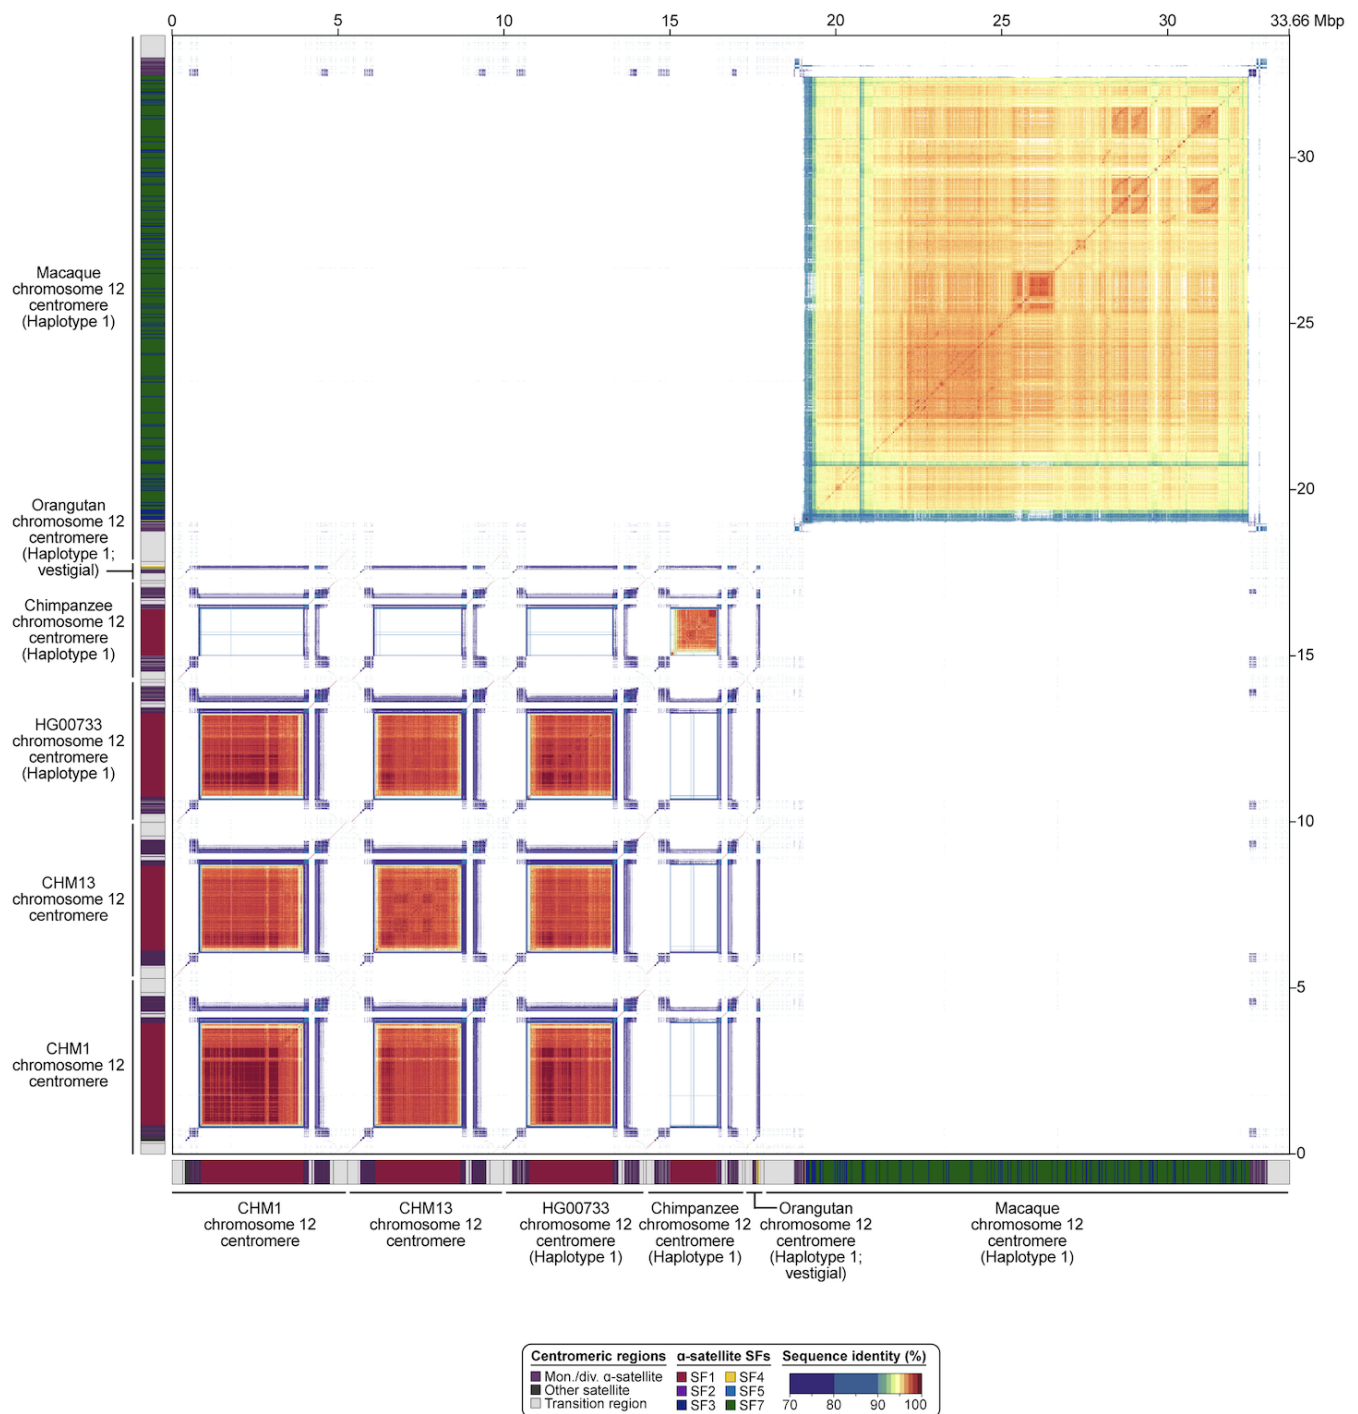 0 5 10 15 20 25 30 33.66 Mbp
Macaque
chromosome 12
centromere
(Haplotype 1)
Orangutan
chromosome 12
centromere
(Haplotype 1;
vestigial)
Chimpanzee
chromosome 12
centromere
(Haplotype 1)
HG00733
chromosome 12
centromere
(Haplotype 1)
CHM13
chromosome 12
centromere
CHM1
chromosome 12
centromere
30
25
20
15
10
5
0
CHM1
chromosome 12
centromere
CHM13
chromosome 12
centromere
HG00733
chromosome 12
centromere
(Haplotype 1)
Chimpanzee
chromosome 12
centromere
(Haplotype 1)
Orangutan
chromosome 12
centromere
(Haplotype 1;
vestigial)
Macaque
chromosome 12
centromere
(Haplotype 1)
Centromeric regions
Mon./div. α-satellite
Other satellite
Transition region
α-satellite SFs
SF1 SF4
SF2 SF5
SF3 SF7
Sequence identity (%)
70 80 90 100